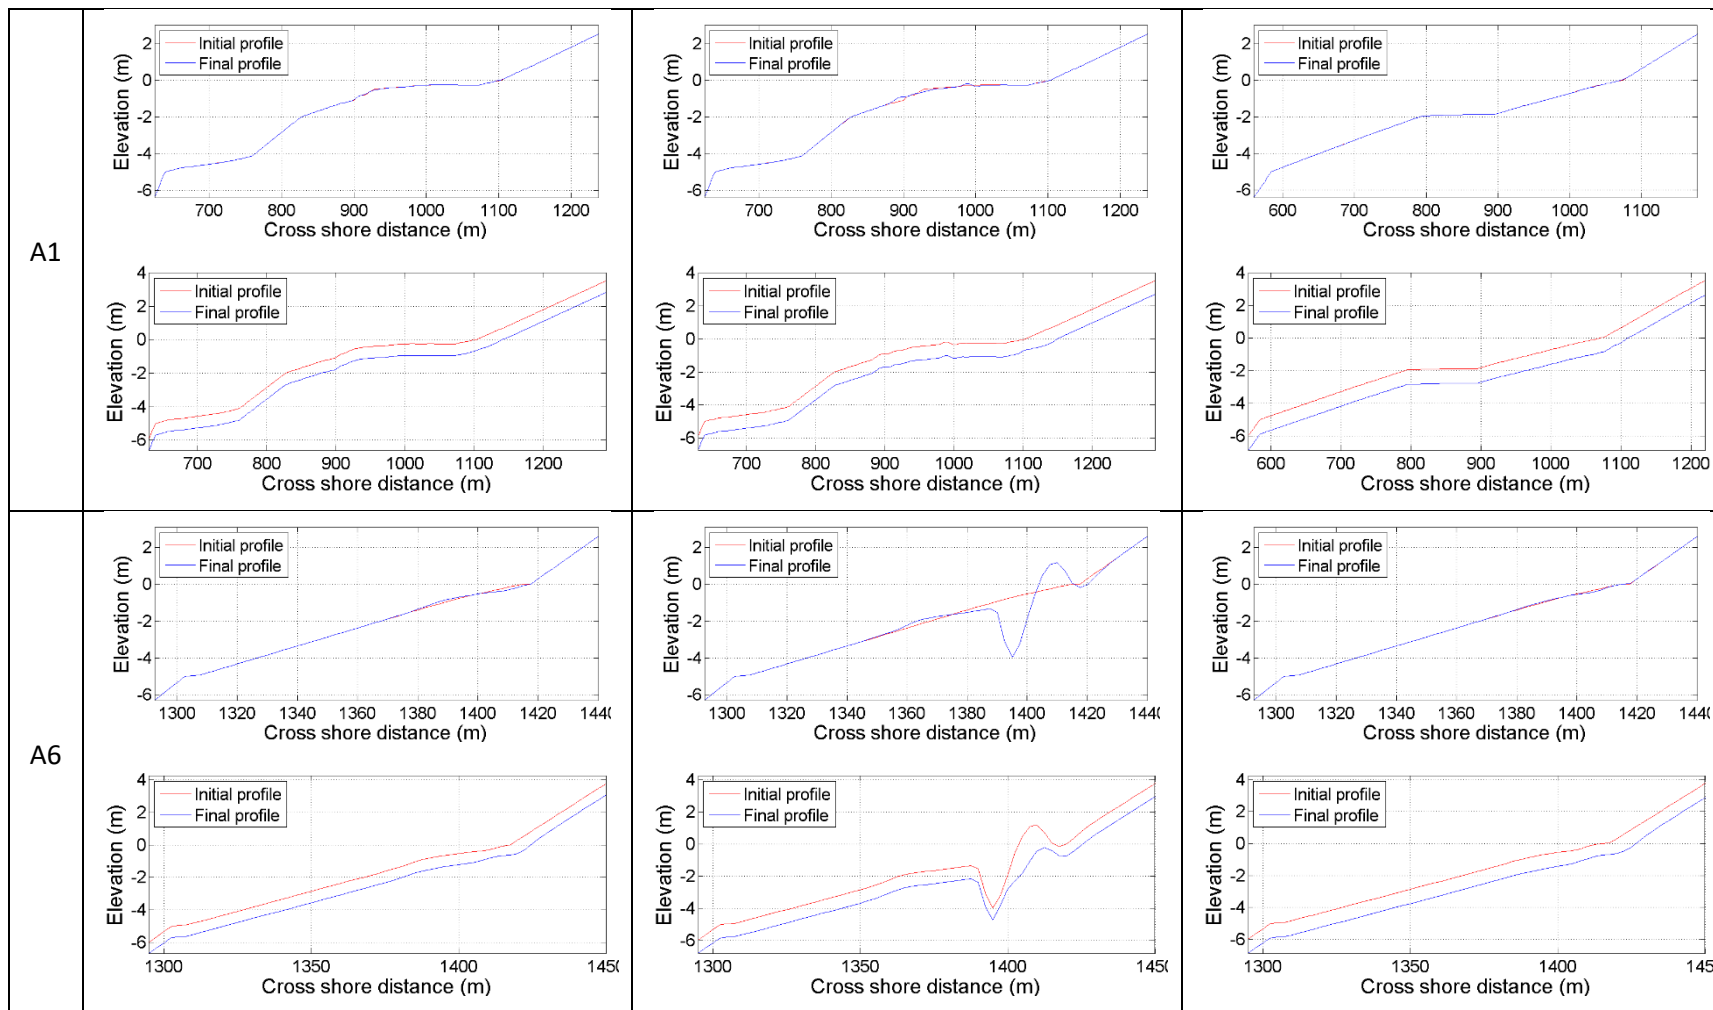 A1
Elevation (m)
2
0
-2
-4
-6
Initial profile
Final profile
700 800 900 1000 1100 1200
Cross shore distance (m)
Elevation (m)
2
0
-2
-4
-6
Initial profile
Final profile
700 800 900 1000 1100 1200
Cross shore distance (m)
Elevation (m)
2
0
-2
-4
-6
Initial profile
Final profile
600 700 800 900 1000 1100
Cross shore distance (m)
Elevation (m)
4
2
0
-2
-4
-6
Initial profile
Final profile
700 800 900 1000 1100 1200
Cross shore distance (m)
Elevation (m)
4
2
0
-2
-4
-6
Initial profile
Final profile
700 800 900 1000 1100 1200
Cross shore distance (m)
Elevation (m)
4
2
0
-2
-4
-6
Initial profile
Final profile
600 700 800 900 1000 1100 1200
Cross shore distance (m)
A6
Elevation (m)
2
0
-2
-4
-6
Initial profile
Final profile
1300 1320 1340 1360 1380 1400 1420 1440
Cross shore distance (m)
Elevation (m)
2
0
-2
-4
-6
Initial profile
Final profile
1300 1320 1340 1360 1380 1400 1420 1440
Cross shore distance (m)
Elevation (m)
2
0
-2
-4
-6
Initial profile
Final profile
1300 1320 1340 1360 1380 1400 1420 1440
Cross shore distance (m)
Elevation (m)
4
2
0
-2
-4
-6
Initial profile
Final profile
1300 1350 1400 1450
Cross shore distance (m)
Elevation (m)
4
2
0
-2
-4
-6
Initial profile
Final profile
1300 1350 1400 1450
Cross shore distance (m)
Elevation (m)
4
2
0
-2
-4
-6
Initial profile
Final profile
1300 1350 1400 145
Cross shore distance (m)